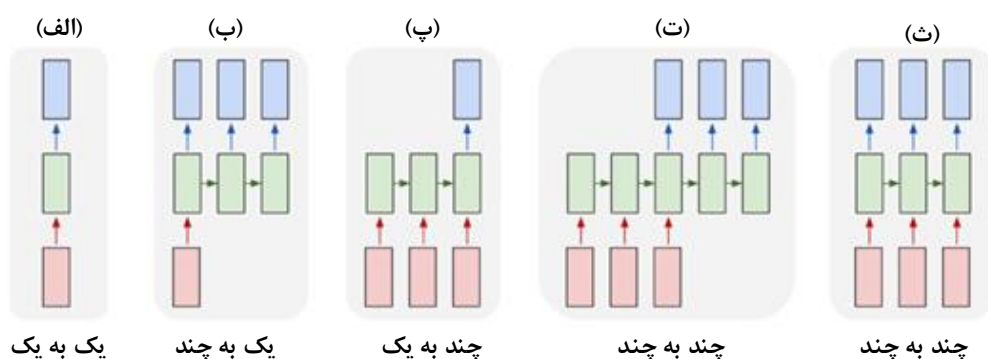 (الف) (ب) (پ) (ت) (ث)
یک به یک یک به چند چند به یک چند به چند چند به چند